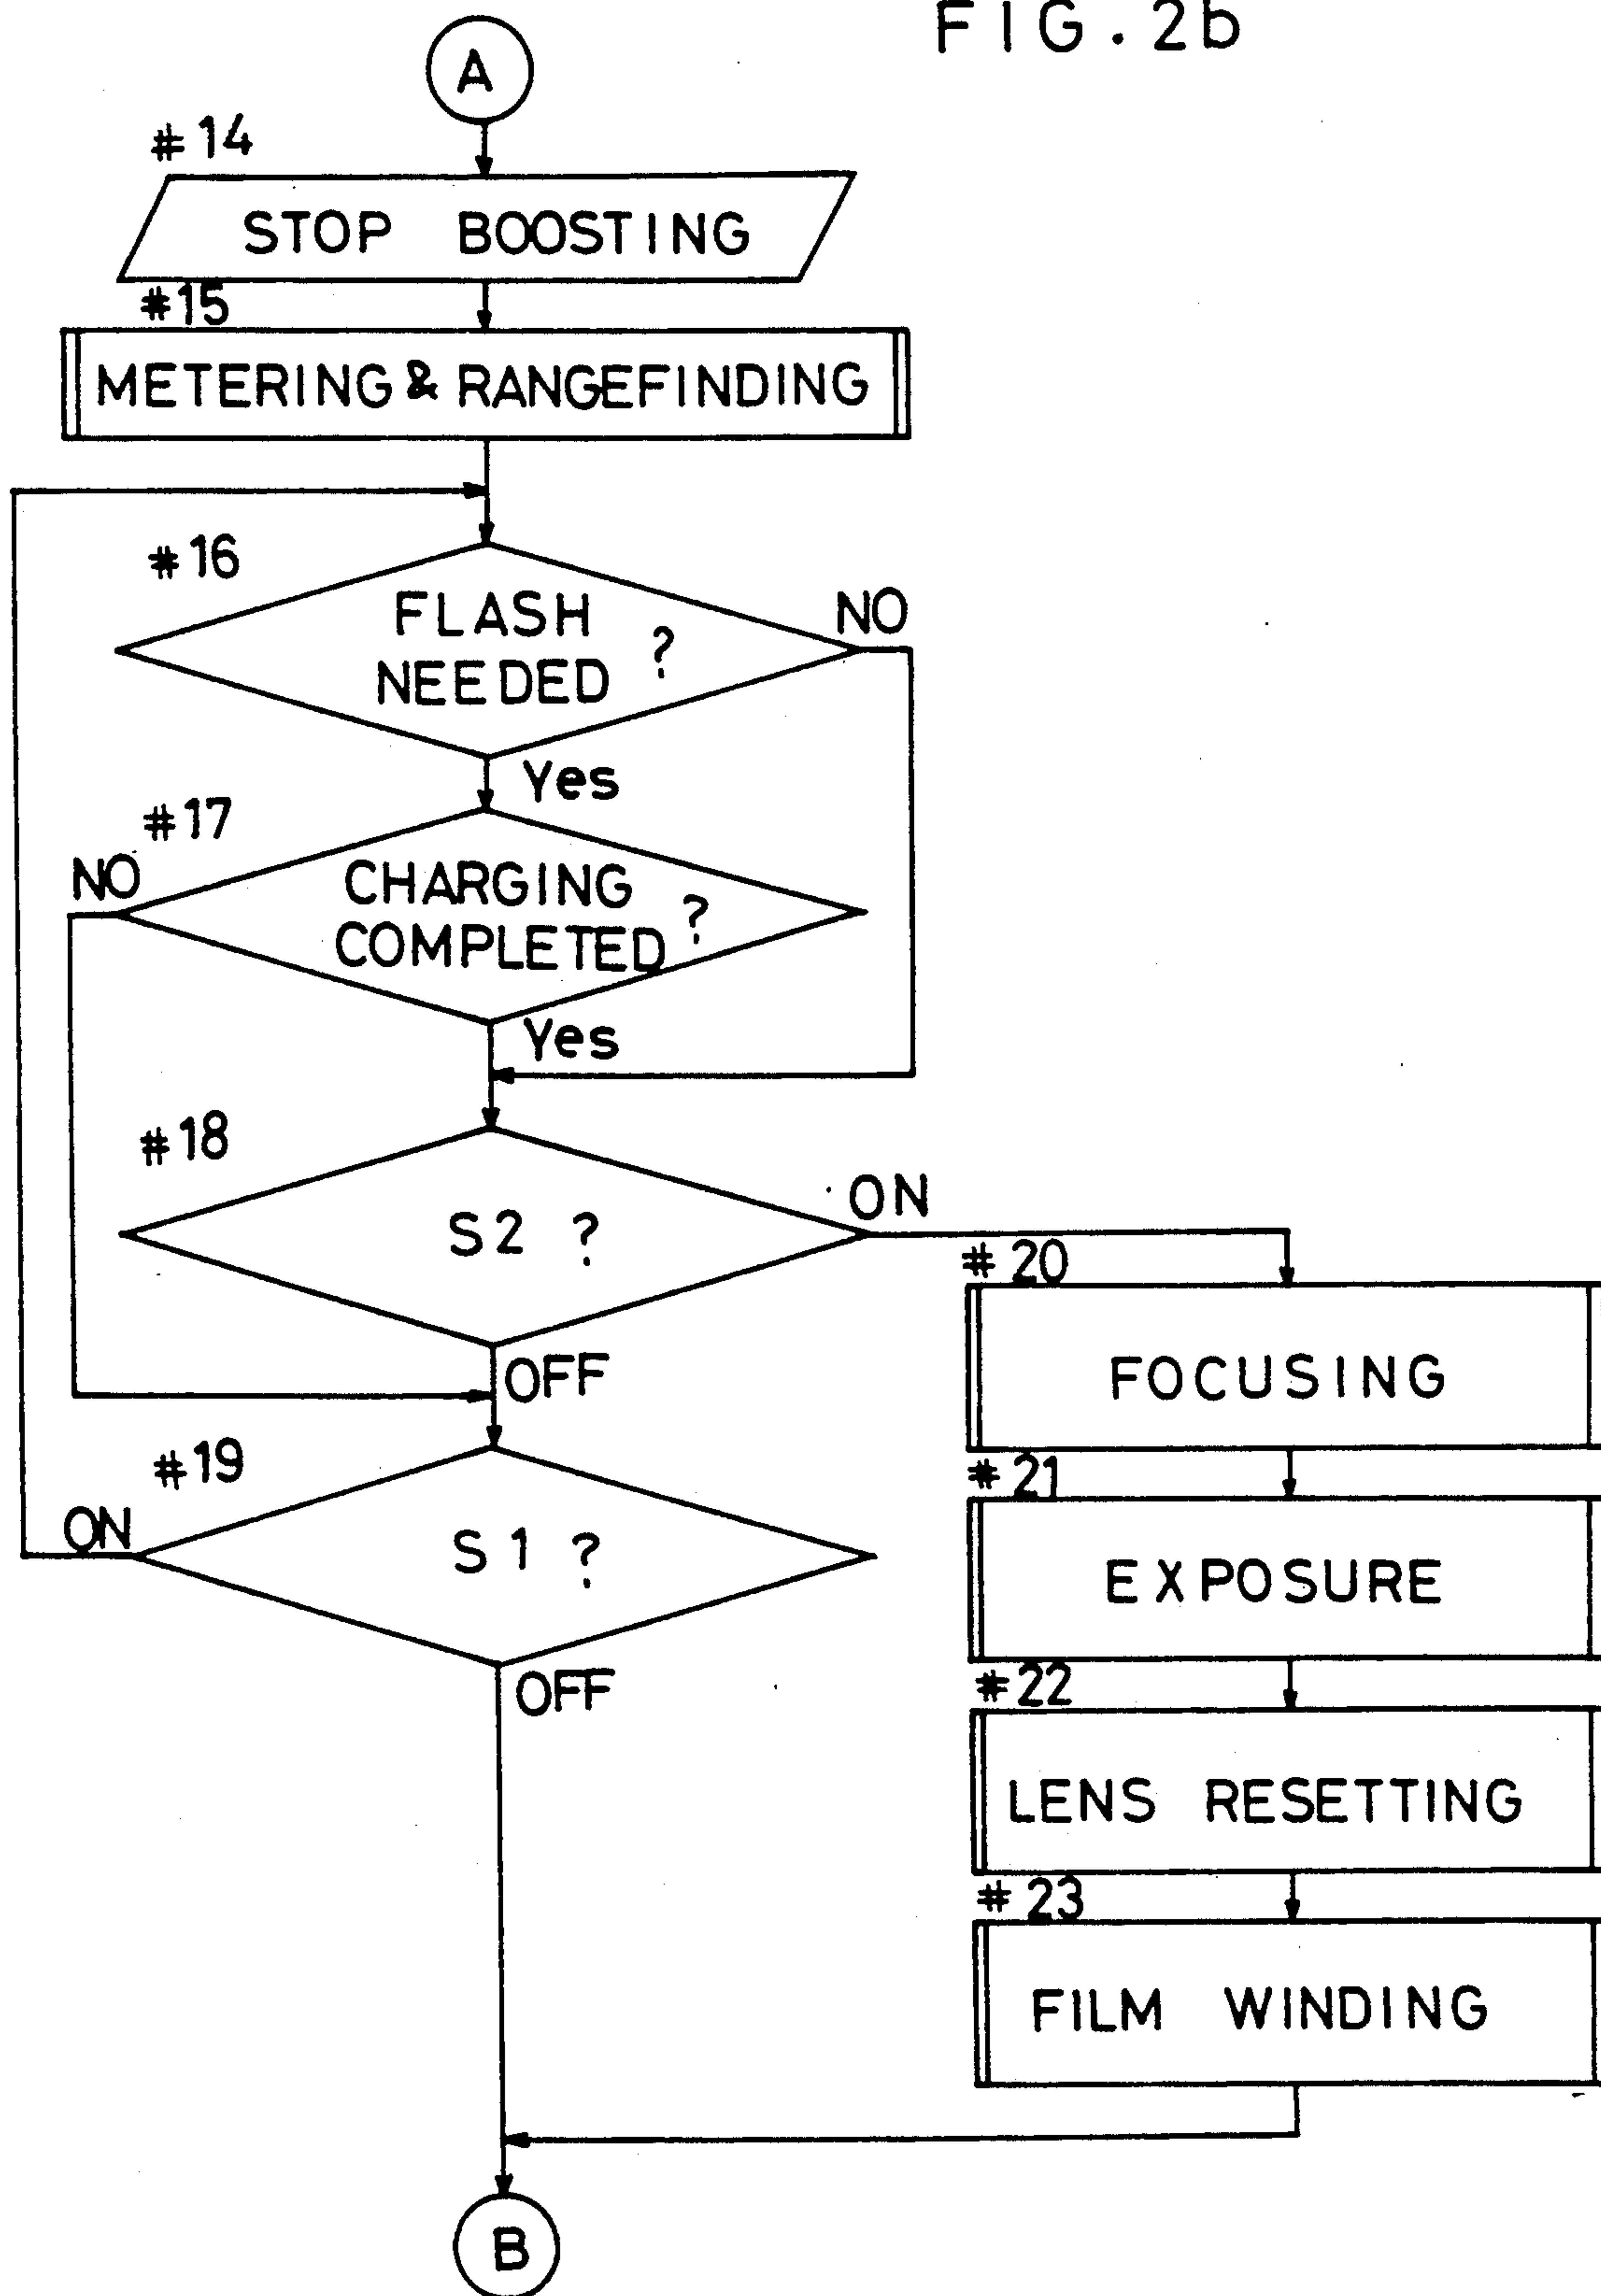 FIG. 2b
A
#14
STOP BOOSTING
#15
METERING & RANGEFINDING
#16
FLASH
NEEDED ?
NO
Yes
#17
NO
CHARGING
COMPLETED ?
Yes
#18
S2 ?
ON
OFF
#19
ON
S1 ?
OFF
#20
FOCUSING
#21
EXPOSURE
#22
LENS RESETTING
#23
FILM WINDING
B